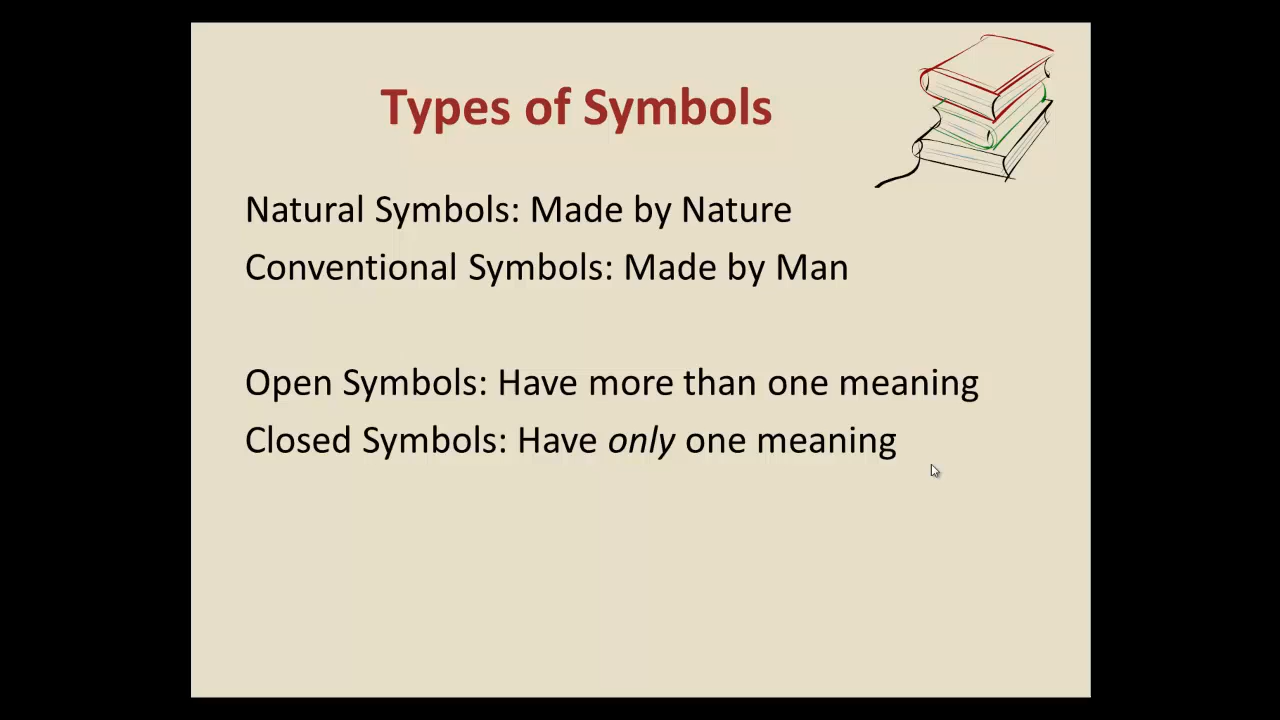 Types of Symbols
Natural Symbols: Made by Nature
Conventional Symbols: Made by Man
Open Symbols: Have more than one meaning
Closed Symbols: Have only one meaning